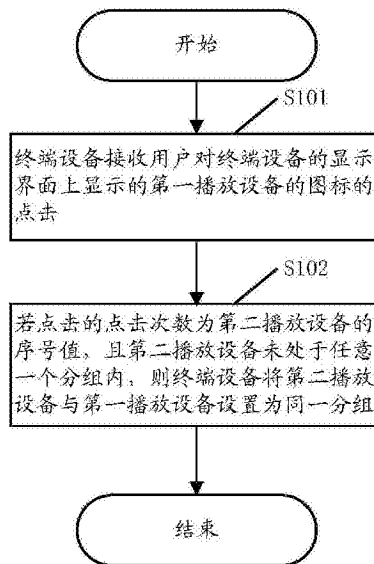 开始
S101
终端设备接收用户对终端设备的显示
界面上显示的第一播放设备的图标的
点击
S102
若点击的点击次数为第二播放设备的
序号值，且第二播放设备未处于任意
一个分组内，则终端设备将第二播放
设备与第一播放设备设置为同一分组
结束